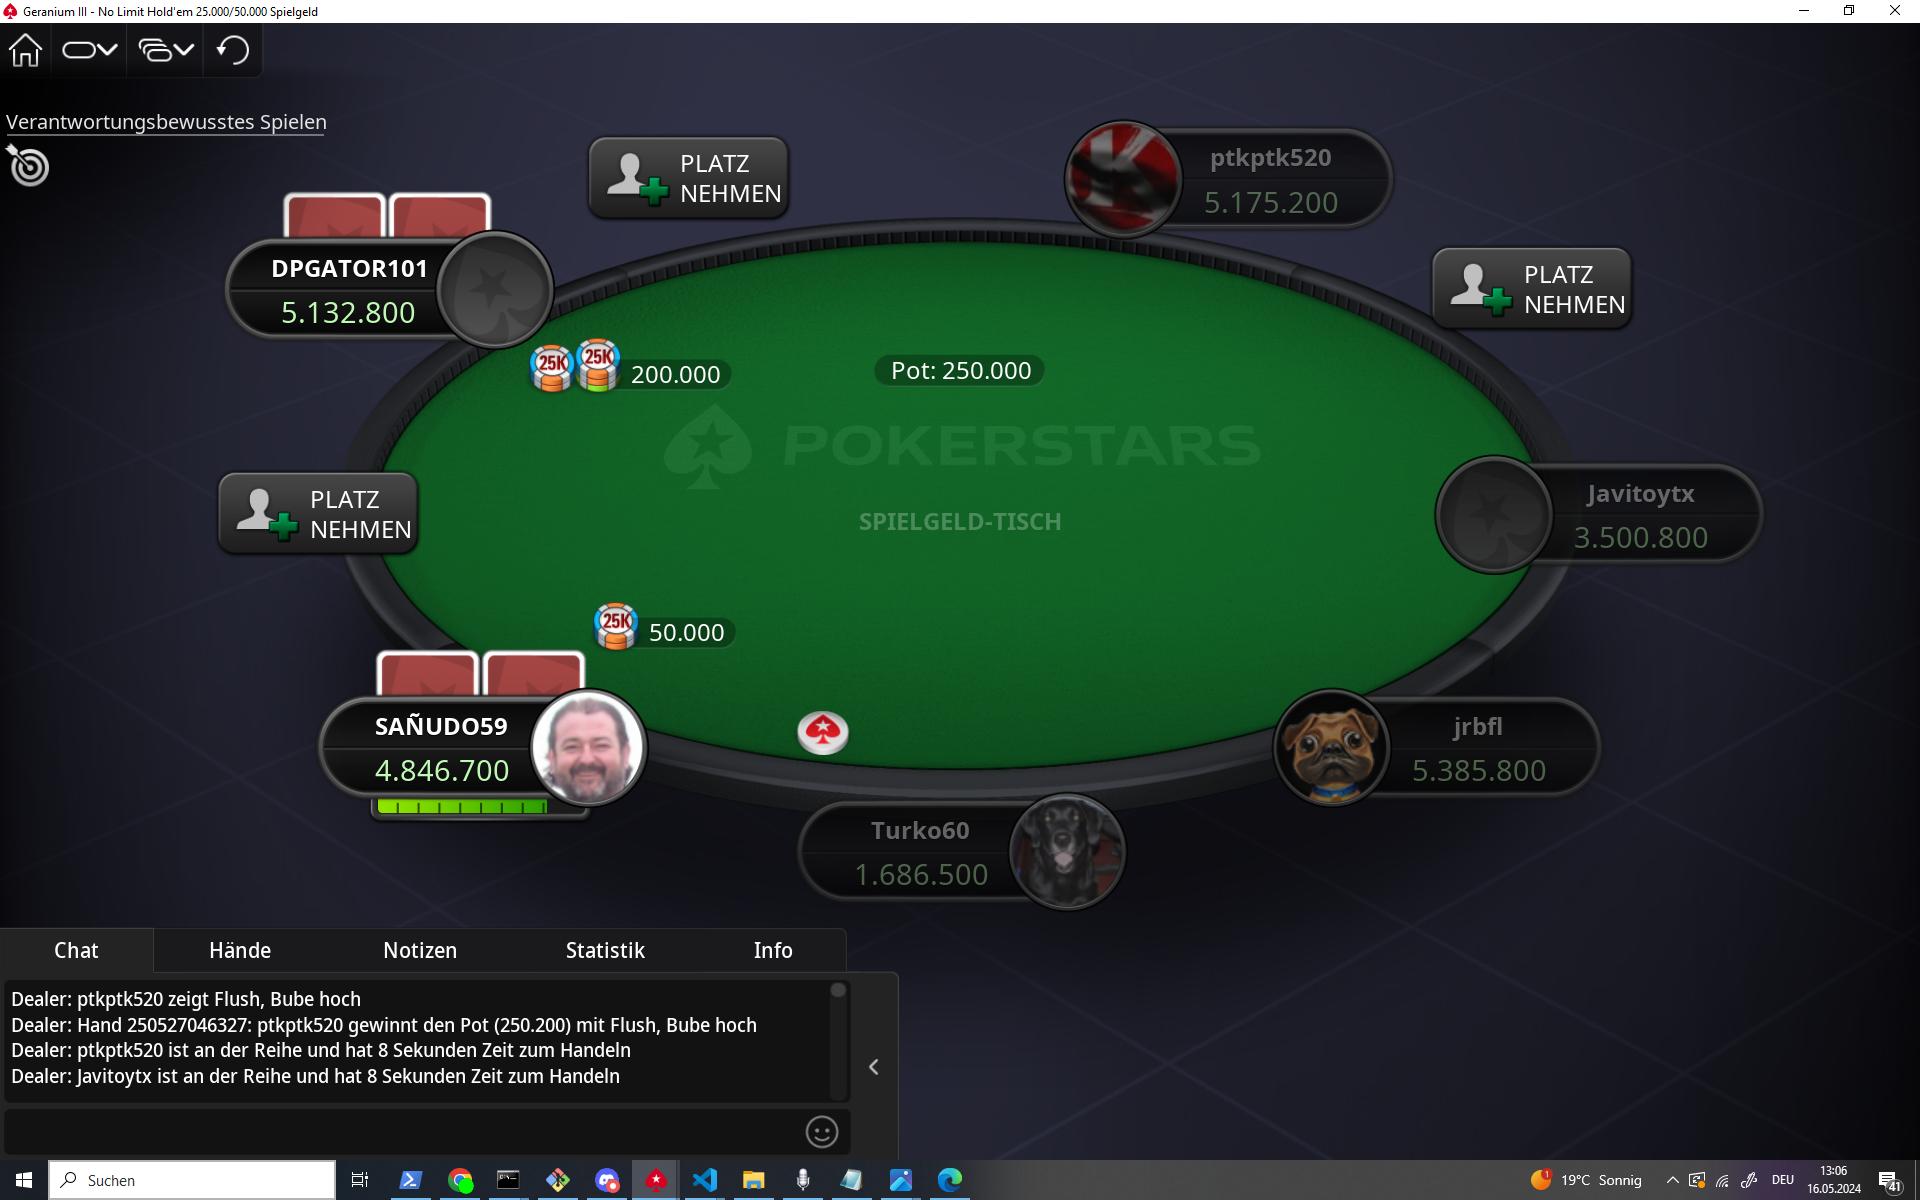 Geranium III - No Limit Hold'em 25.000/50.000 Spielgeld
Verantwortungsbewusstes Spielen
PLATZ
NEHMEN
ptkptk520
5.175.200
DPGATOR101
5.132.800
PLATZ
NEHMEN
25K
25K
200.000
Pot: 250.000
POKERSTARS
SPIELGELD-TISCH
PLATZ
NEHMEN
Javitoytx
3.500.800
25K
50.000
SAÑUDO59
4.846.700
jrbfl
5.385.800
Turko60
1.686.500
Chat
Hände
Notizen
Statistik
Info
Dealer: ptkptk520 zeigt Flush, Bube hoch
Dealer: Hand 250527046327: ptkptk520 gewinnt den Pot (250.200) mit Flush, Bube hoch
Dealer: ptkptk520 ist an der Reihe und hat 8 Sekunden Zeit zum Handeln
Dealer: Javitoytx ist an der Reihe und hat 8 Sekunden Zeit zum Handeln
Suchen
1
19°C Sonnig
DEU
13:06
16.05.2024
41